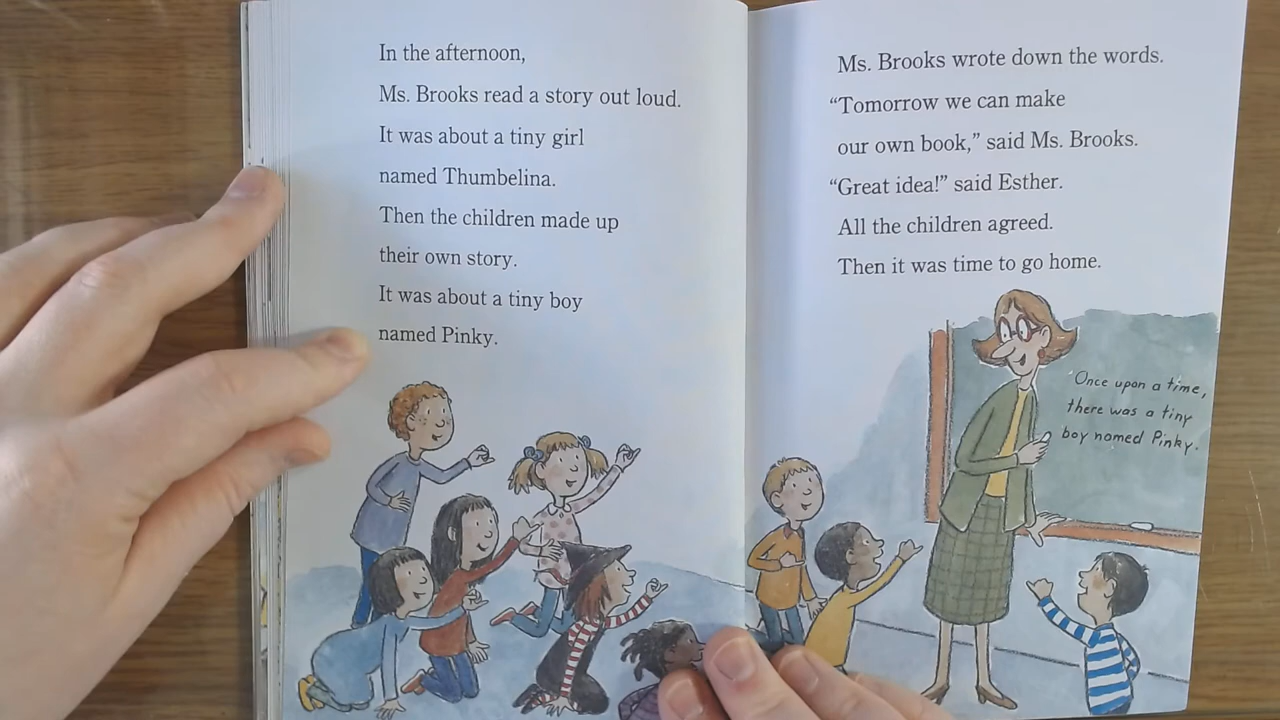 In the afternoon,
Ms. Brooks read a story out loud.
It was about a tiny girl
named Thumbelina.
Then the children made up
their own story.
It was about a tiny boy
named Pinky.
Ms. Brooks wrote down the words.
“Tomorrow we can make
our own book,” said Ms. Brooks.
“Great idea!” said Esther.
All the children agreed.
Then it was time to go home.
Once upon a time,
there was a tiny
boy named Pinky.